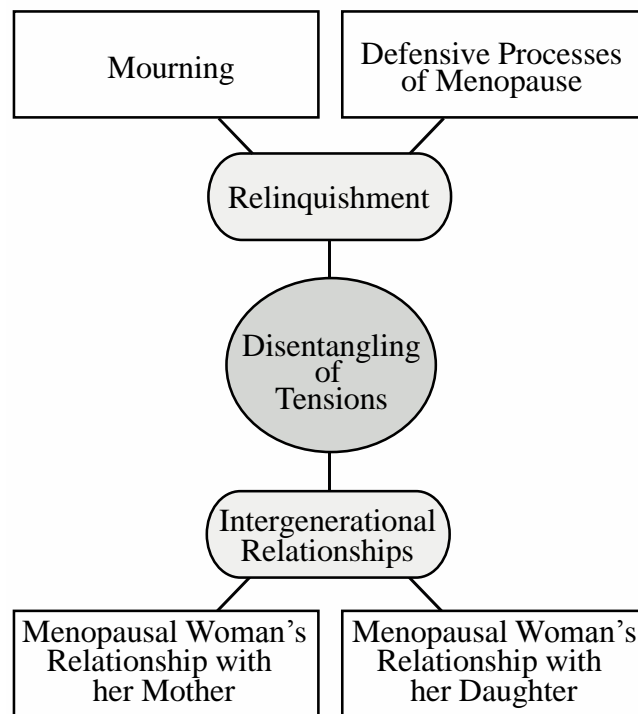 Mourning
Defensive Processes
of Menopause
Relinquishment
Disentangling
of
Tensions
Intergenerational
Relationships
Menopausal Woman's
Relationship with
her Mother
Menopausal Woman's
Relationship with
her Daughter